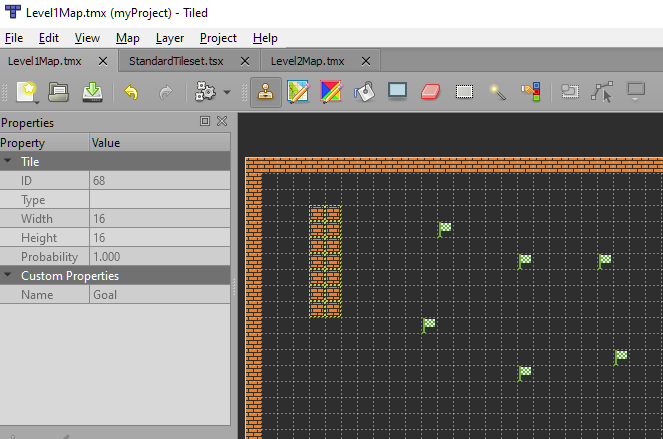 Level1Map.tmx (myProject) - Tiled
File Edit View Map Layer Project Help
Level1Map.tmx StandardTileset.tsx Level2Map.tmx
Properties
Property Value
Tile
ID 68
Type
Width 16
Height 16
Probability 1.000
Custom Properties
Name Goal